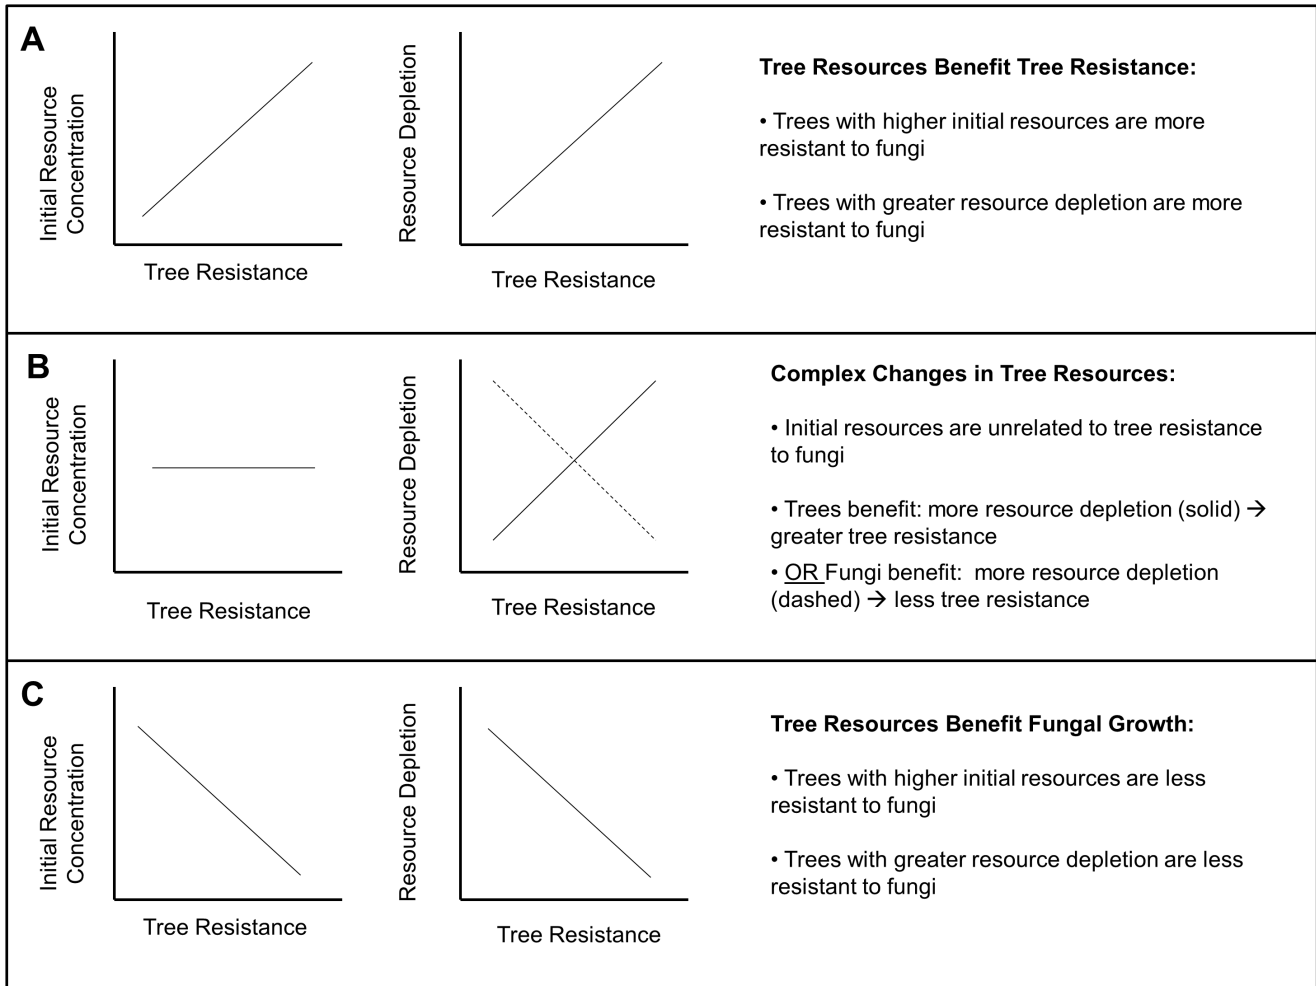 A
Initial Resource
Concentration
Tree Resistance
Resource Depletion
Tree Resistance
Tree Resources Benefit Tree Resistance:
• Trees with higher initial resources are more
resistant to fungi
• Trees with greater resource depletion are more
resistant to fungi
B
Initial Resource
Concentration
Tree Resistance
Resource Depletion
Tree Resistance
Complex Changes in Tree Resources:
• Initial resources are unrelated to tree resistance
to fungi
• Trees benefit: more resource depletion (solid) →
greater tree resistance
• OR Fungi benefit:  more resource depletion
(dashed) → less tree resistance
C
Initial Resource
Concentration
Tree Resistance
Resource Depletion
Tree Resistance
Tree Resources Benefit Fungal Growth:
• Trees with higher initial resources are less
resistant to fungi
• Trees with greater resource depletion are less
resistant to fungi